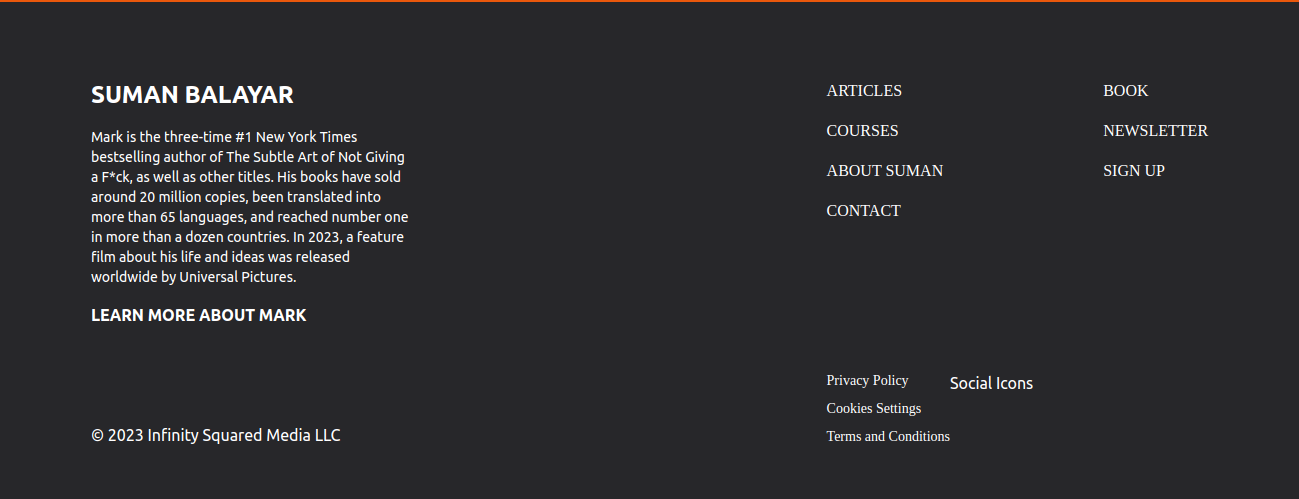 SUMAN BALAYAR
Mark is the three-time #1 New York Times
bestselling author of The Subtle Art of Not Giving
a F*ck, as well as other titles. His books have sold
around 20 million copies, been translated into
more than 65 languages, and reached number one
in more than a dozen countries. In 2023, a feature
film about his life and ideas was released
worldwide by Universal Pictures.
LEARN MORE ABOUT MARK
© 2023 Infinity Squared Media LLC
ARTICLES
COURSES
ABOUT SUMAN
CONTACT
BOOK
NEWSLETTER
SIGN UP
Privacy Policy
Cookies Settings
Terms and Conditions
Social Icons